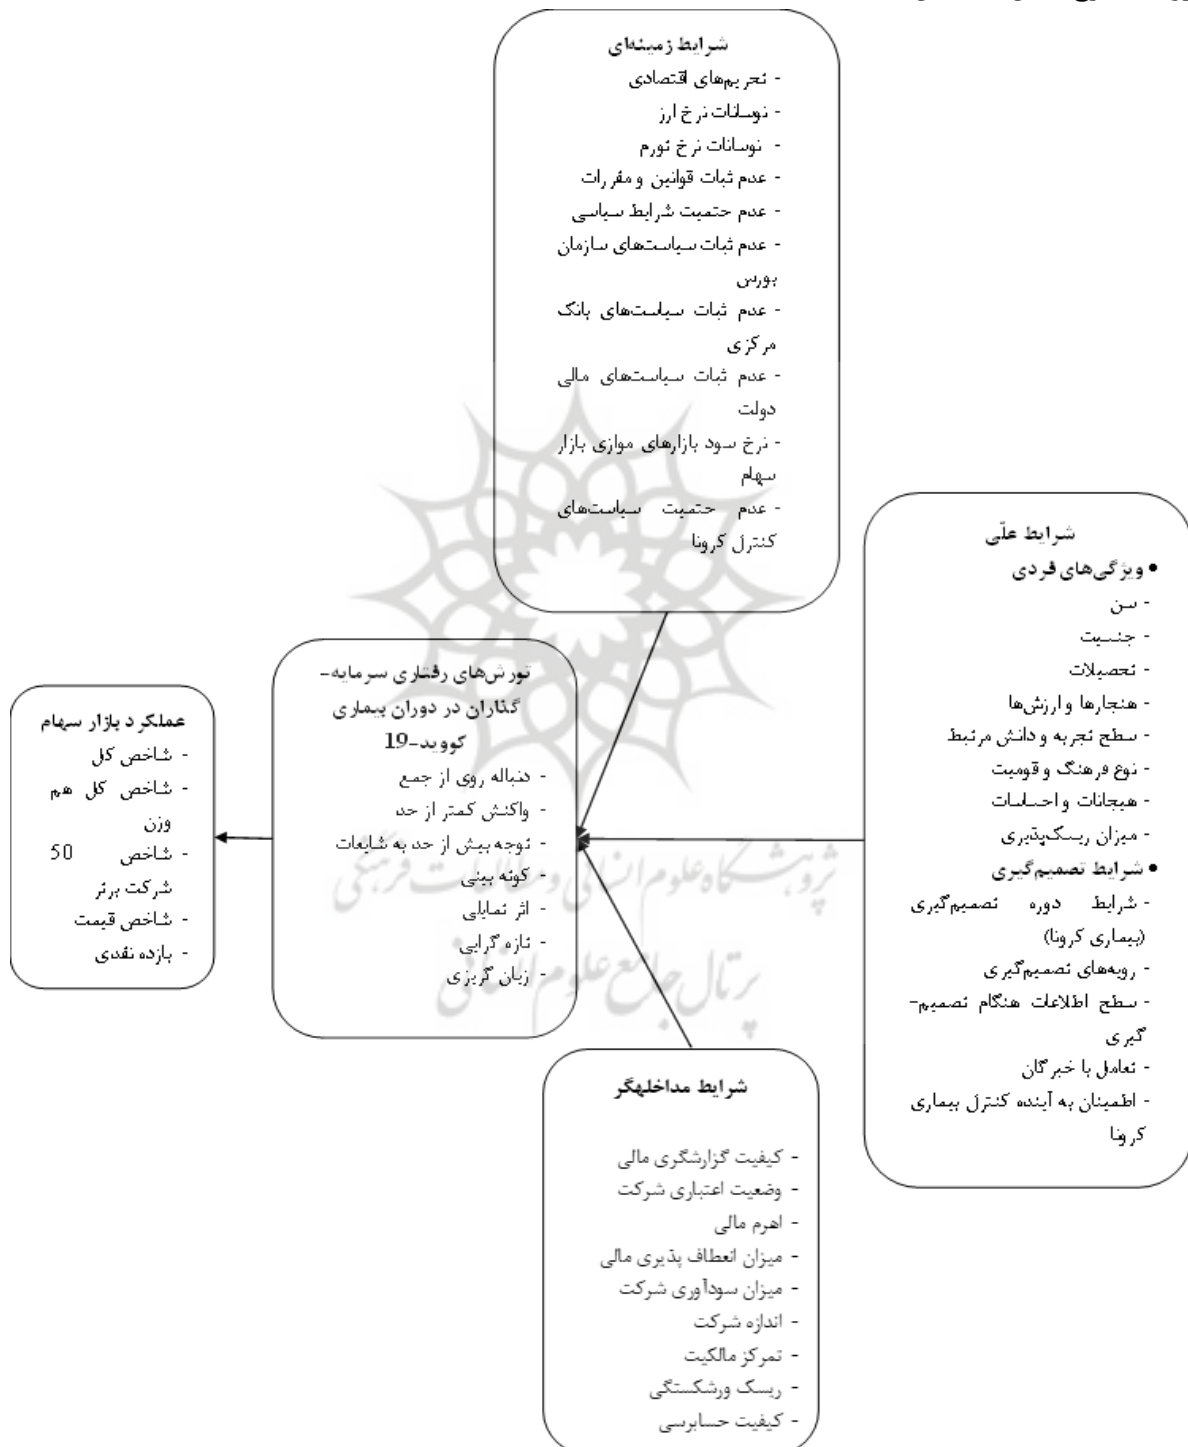 شرایط زمینه‌ای
- تحریم‌های اقتصادی
- نوسانات نرخ ارز
- نوسانات نرخ تورم
- عدم ثبات قوانین و مقررات
- عدم حتمیت شرایط سیاسی
- عدم ثبات سیاست‌های سازمان
بورس
- عدم ثبات سیاست‌های بانک
مرکزی
- عدم ثبات سیاست‌های مالی
دولت
- نرخ سود بازارهای موازی بازار
سهام
- عدم حتمیت سیاست‌های
کنترل کرونا
شرایط علّی
• ویژگی‌های فردی
- سن
- جنسیت
- تحصیلات
- هنجارها و ارزش‌ها
- سطح تجربه و دانش مرتبط
- نوع فرهنگ و قومیت
- هیجانات و احساسات
- میزان ریسک‌پذیری
• شرایط تصمیم‌گیری
- شرایط دوره تصمیم‌گیری
(بیماری کرونا)
- رویه‌های تصمیم‌گیری
- سطح اطلاعات هنگام تصمیم-
گیری
- تعامل با خبرگان
- اطمینان به آینده کنترل بیماری
کرونا
تورش‌های رفتاری سرمایه-
گذاران در دوران بیماری
کووید-19
- دنباله روی از جمع
- واکنش کمتر از حد
- توجه بیش از حد به شایعات
- کوته بینی
- اثر تمایلی
- تازه گرایی
- زیان گریزی
عملکرد بازار سهام
- شاخص کل
- شاخص کل هم
وزن
- شاخص 50
شرکت برتر
- شاخص قیمت
- بازده نقدی
شرایط مداخله‎گر
- کیفیت گزارشگری مالی
- وضعیت اعتباری شرکت
- اهرم مالی
- میزان انعطاف پذیری مالی
- میزان سودآوری شرکت
- اندازه شرکت
- تمرکز مالکیت
- ریسک ورشکستگی
- کیفیت حسابرسی
پژوهشگاه علوم انسانی و مطالعات فرهنگی
پرتال جامع علوم انسانی